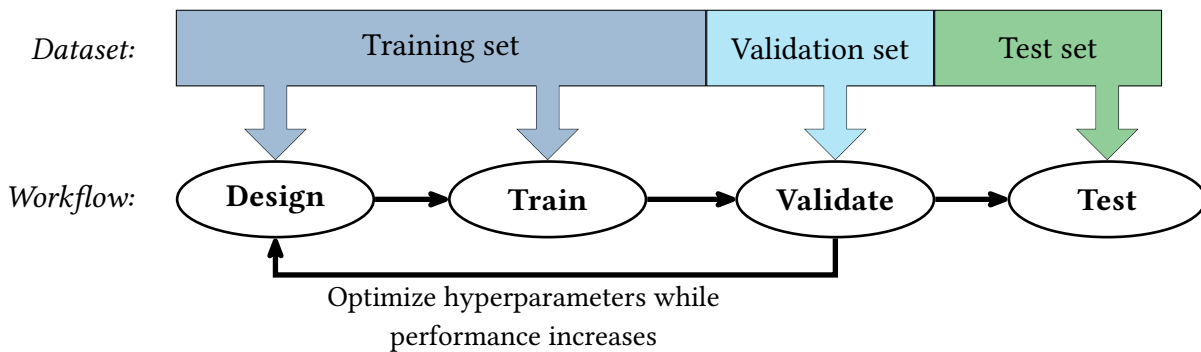 Dataset: Training set Validation set Test set
Workflow: Design Train Validate Test
Optimize hyperparameters while
performance increases